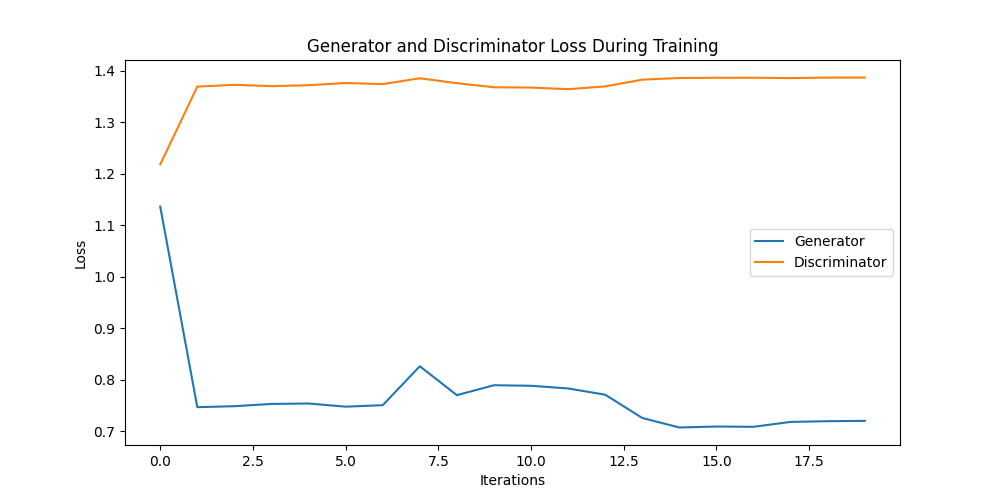 Generator and Discriminator Loss During Training
1.4
1.3
1.2
1.1
1.0
0.9
0.8
0.7
Loss
Generator
Discriminator
0.0 2.5 5.0 7.5 10.0 12.5 15.0 17.5
Iterations